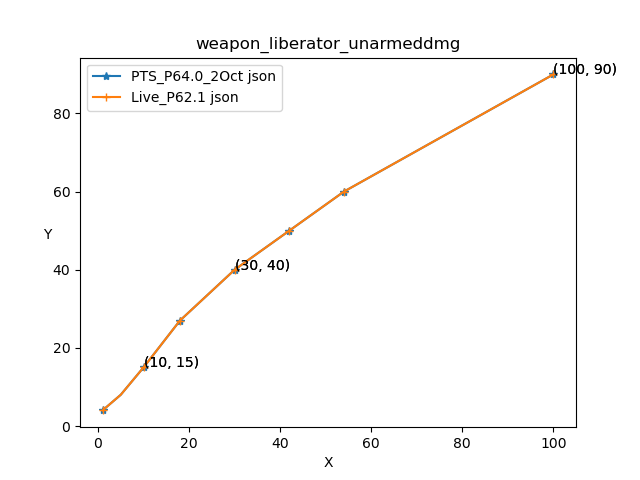 weapon_liberator_unarmeddmg
PTS_P64.0_2Oct json
Live_P62.1 json
(100, 90)
(30, 40)
(10, 15)
Y
80
60
40
20
0
0 20 40 60 80 100
X